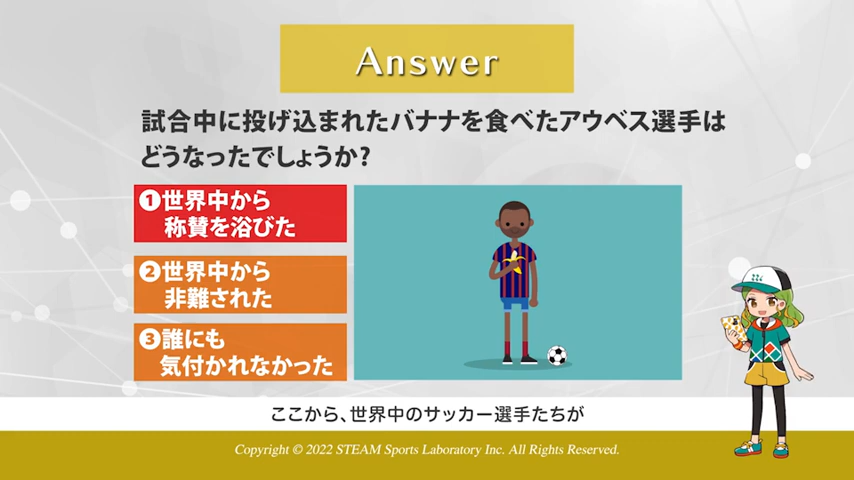 Answer
試合中に投げ込まれたバナナを食べたアウベス選手は
どうなったでしょうか?
❶世界中から
称賛を浴びた
❷世界中から
非難された
❸誰にも
気付かれなかった
ここから、世界中のサッカー選手たちが
Copyright © 2022 STEAM Sports Laboratory Inc. All Rights Reserved.